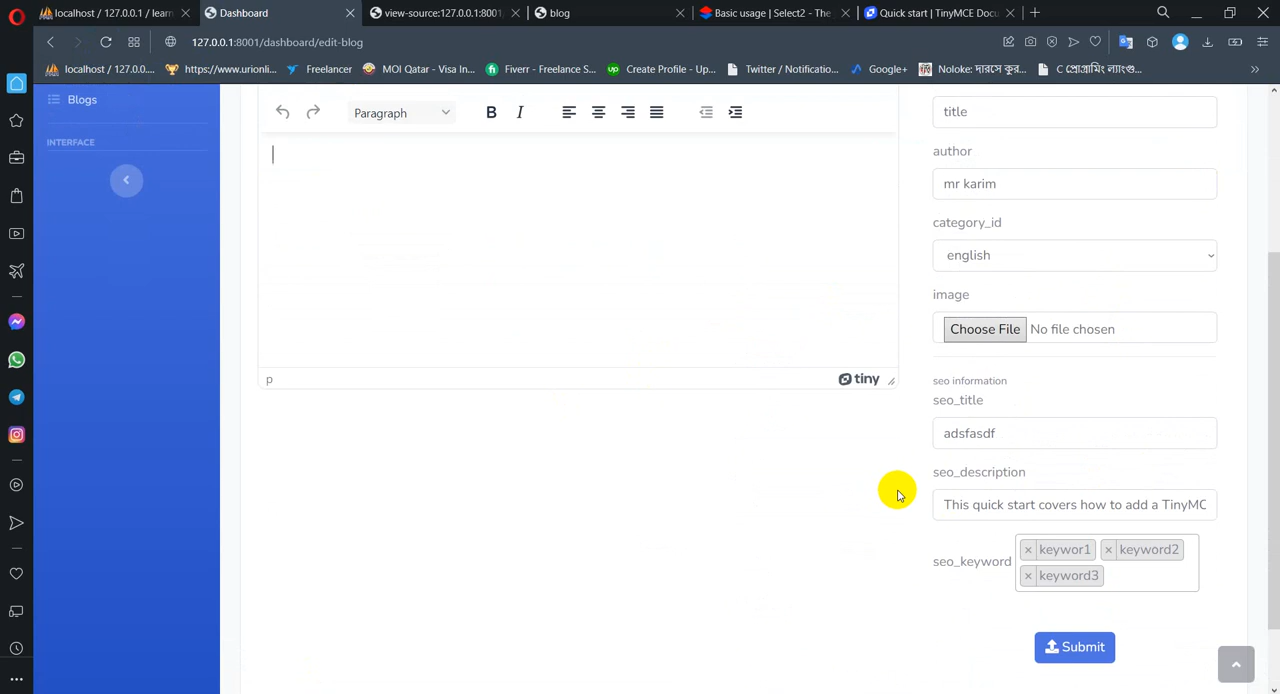 localhost / 127.0.0.1 / learn
Dashboard
view-source:127.0.0.1:8001
blog
Basic usage | Select2 - The
Quick start | TinyMCE Docu
127.0.0.1:8001/dashboard/edit-blog
localhost / 127.0.0....
https://www.urionli...
Freelancer
MOI Qatar - Visa In...
Fiverr - Freelance S...
Create Profile - Up...
Twitter / Notificatio...
Google+
Noloke: দারসে কুর...
C প্রোগ্রামিং ল্যাংগু...
Blogs
INTERFACE
Paragraph
B I
p
tiny
title
author
mr karim
category_id
english
image
Choose File No file chosen
seo information
seo_title
adsfasdf
seo_description
This quick start covers how to add a TinyMC
seo_keyword
× keywor1 × keyword2
× keyword3
Submit